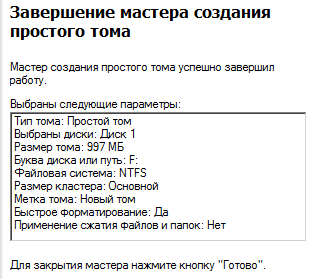 Завершение мастера создания
простого тома
Мастер создания простого тома успешно завершил
работу.
Выбраны следующие параметры:
Тип тома: Простой том
Выбраны диски: Диск 1
Размер тома: 997 МБ
Буква диска или путь: F:
Файловая система: NTFS
Размер кластера: Основной
Метка тома: Новый том
Быстрое форматирование: Да
Применение сжатия файлов и папок: Нет
Для закрытия мастера нажмите кнопку "Готово".